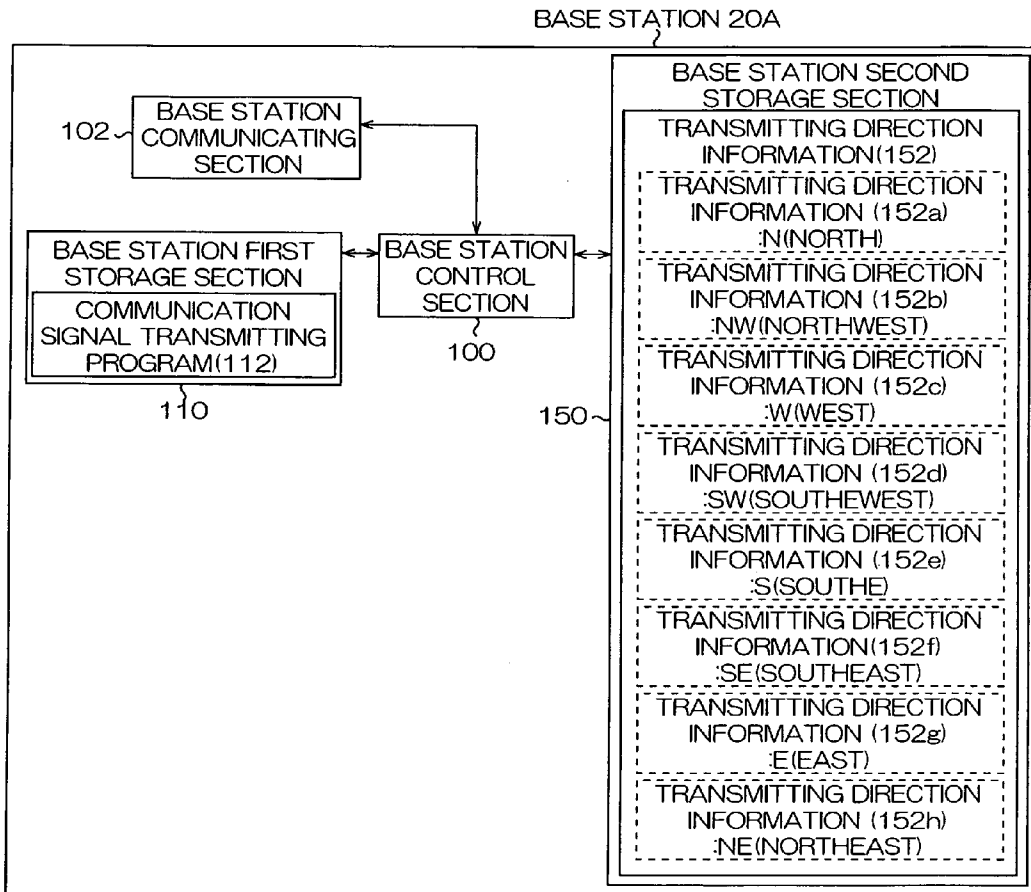 BASE STATION 20A
BASE STATION
COMMUNICATING
SECTION
102
BASE STATION FIRST
STORAGE SECTION
COMMUNICATION
SIGNAL TRANSMITTING
PROGRAM(112)
110
BASE STATION
CONTROL
SECTION
100
BASE STATION SECOND
STORAGE SECTION
TRANSMITTING DIRECTION
INFORMATION(152)
TRANSMITTING DIRECTION
INFORMATION (152a)
:N(NORTH)
TRANSMITTING DIRECTION
INFORMATION (152b)
:NW(NORTHWEST)
TRANSMITTING DIRECTION
INFORMATION (152c)
:W(WEST)
150
TRANSMITTING DIRECTION
INFORMATION (152d)
:SW(SOUTHEWEST)
TRANSMITTING DIRECTION
INFORMATION (152e)
:S(SOUTHE)
TRANSMITTING DIRECTION
INFORMATION(152f)
:SE(SOUTHEAST)
TRANSMITTING DIRECTION
INFORMATION (152g)
:E(EAST)
TRANSMITTING DIRECTION
INFORMATION (152h)
:NE(NORTHEAST)